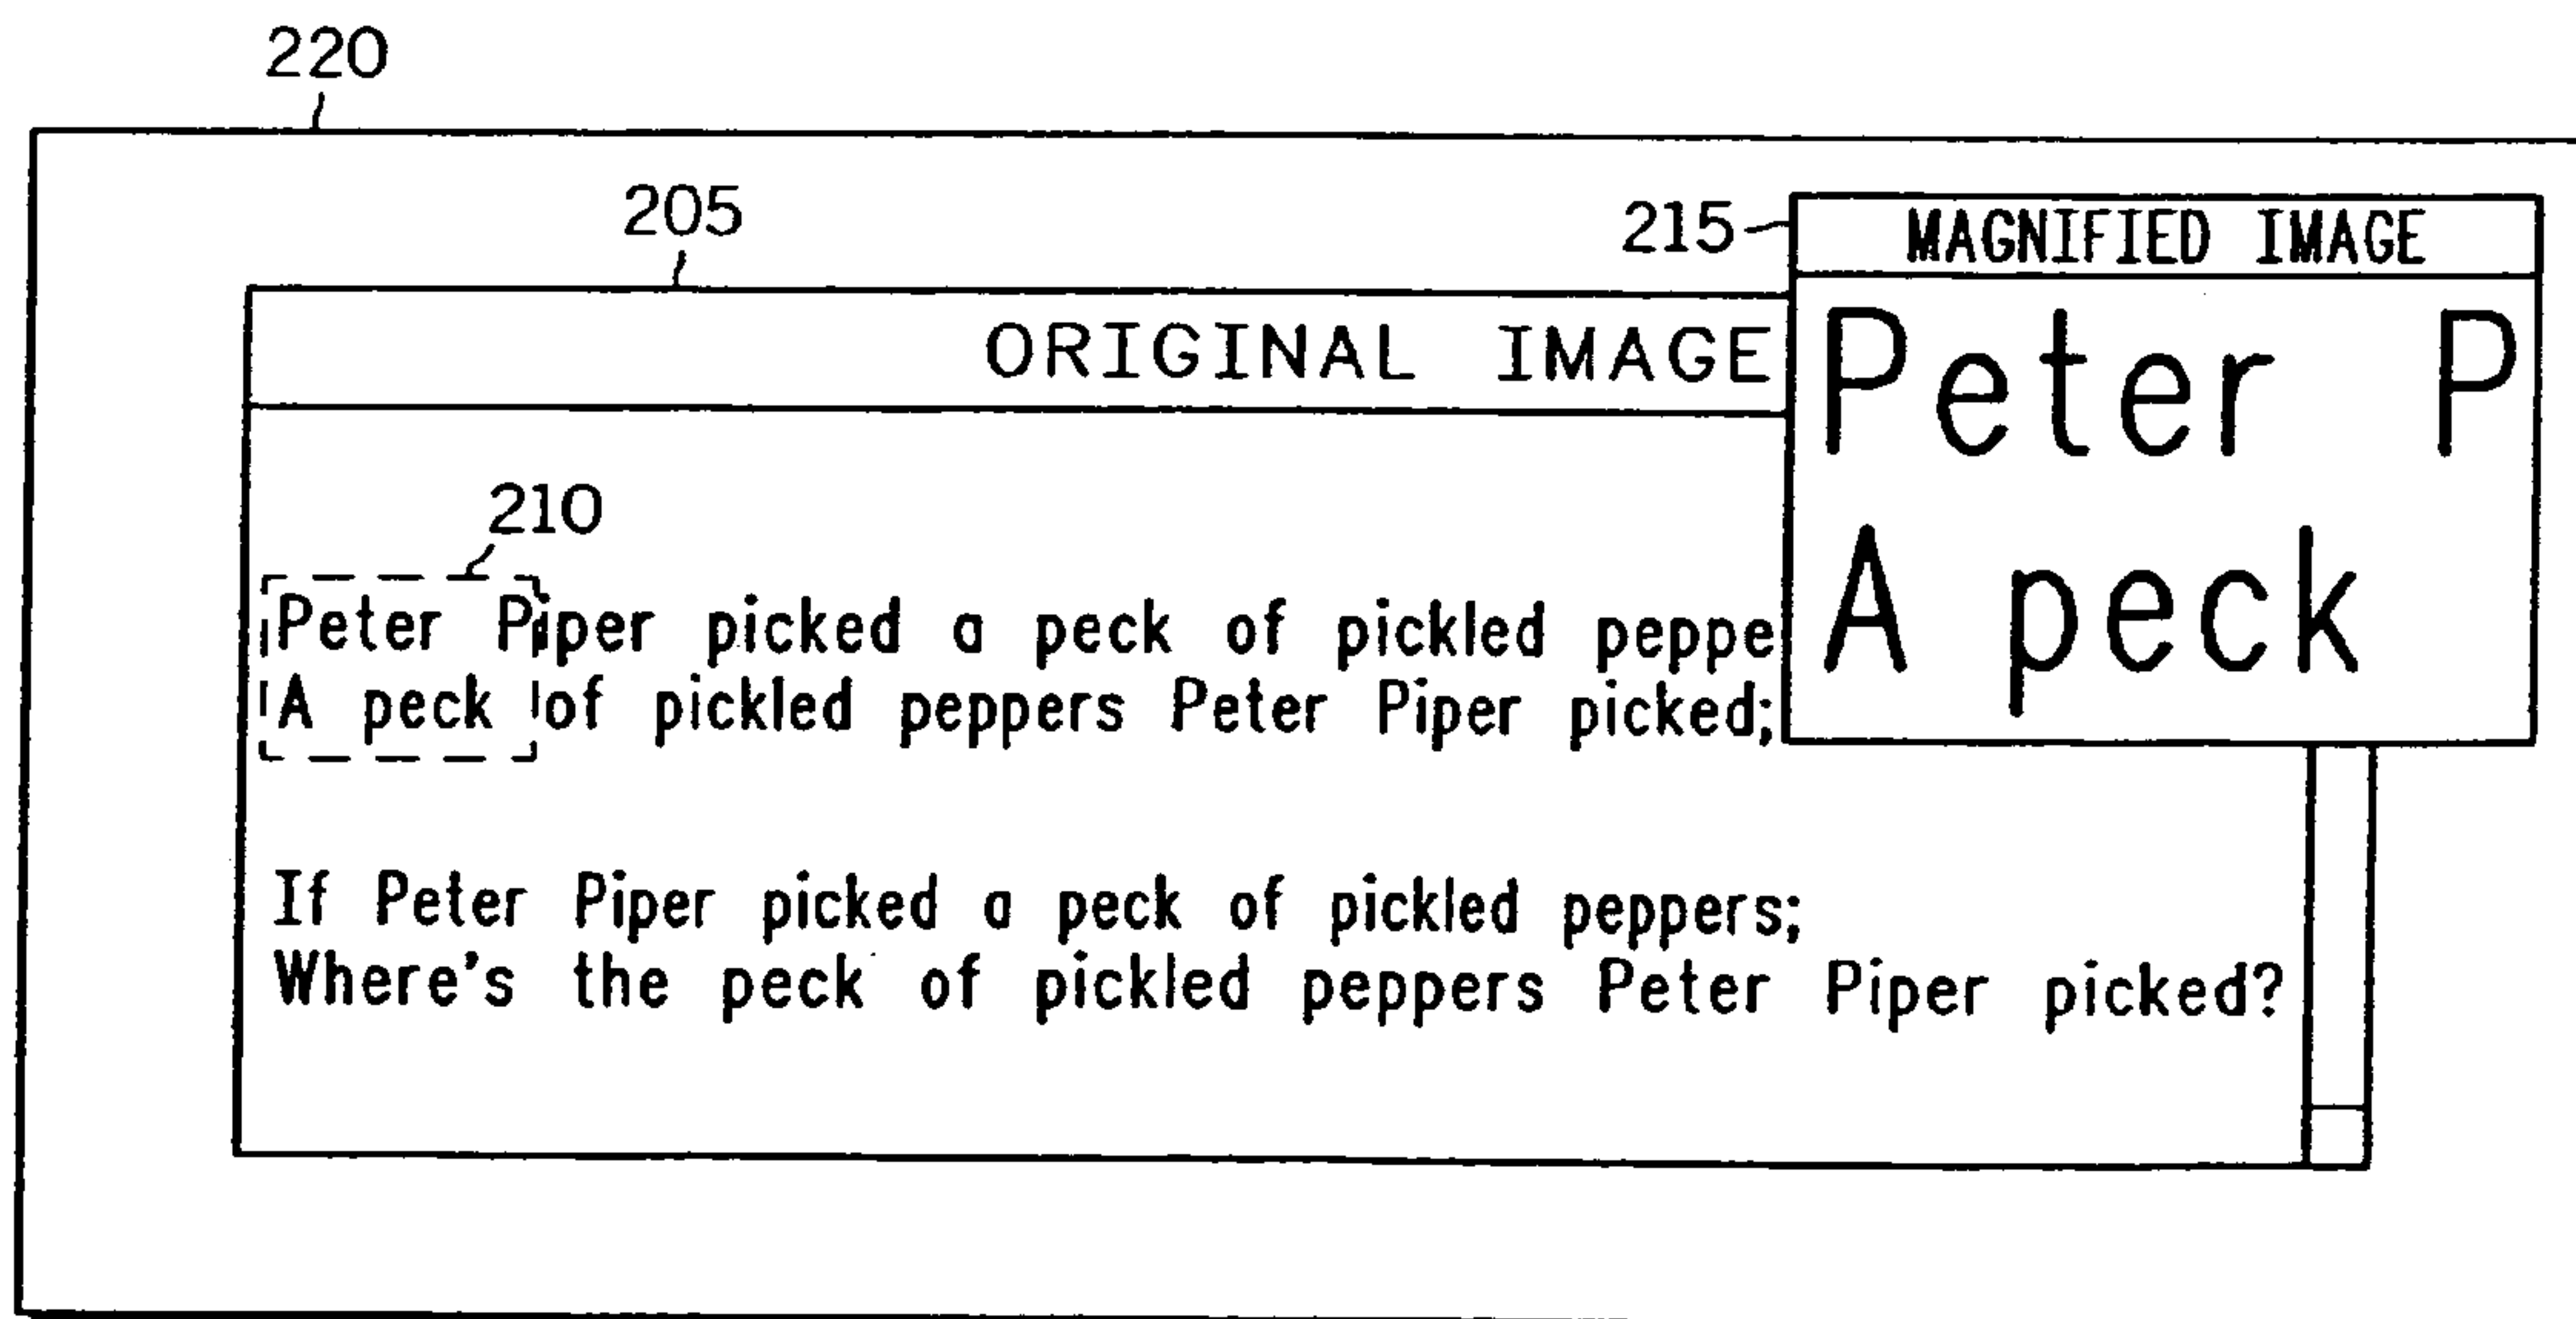 220
205
215
MAGNIFIED IMAGE
ORIGINAL IMAGE
Peter P
A peck
210
Peter Piper picked a peck of pickled peppe
A peck of pickled peppers Peter Piper picked;
If Peter Piper picked a peck of pickled peppers;
Where's the peck of pickled peppers Peter Piper picked?